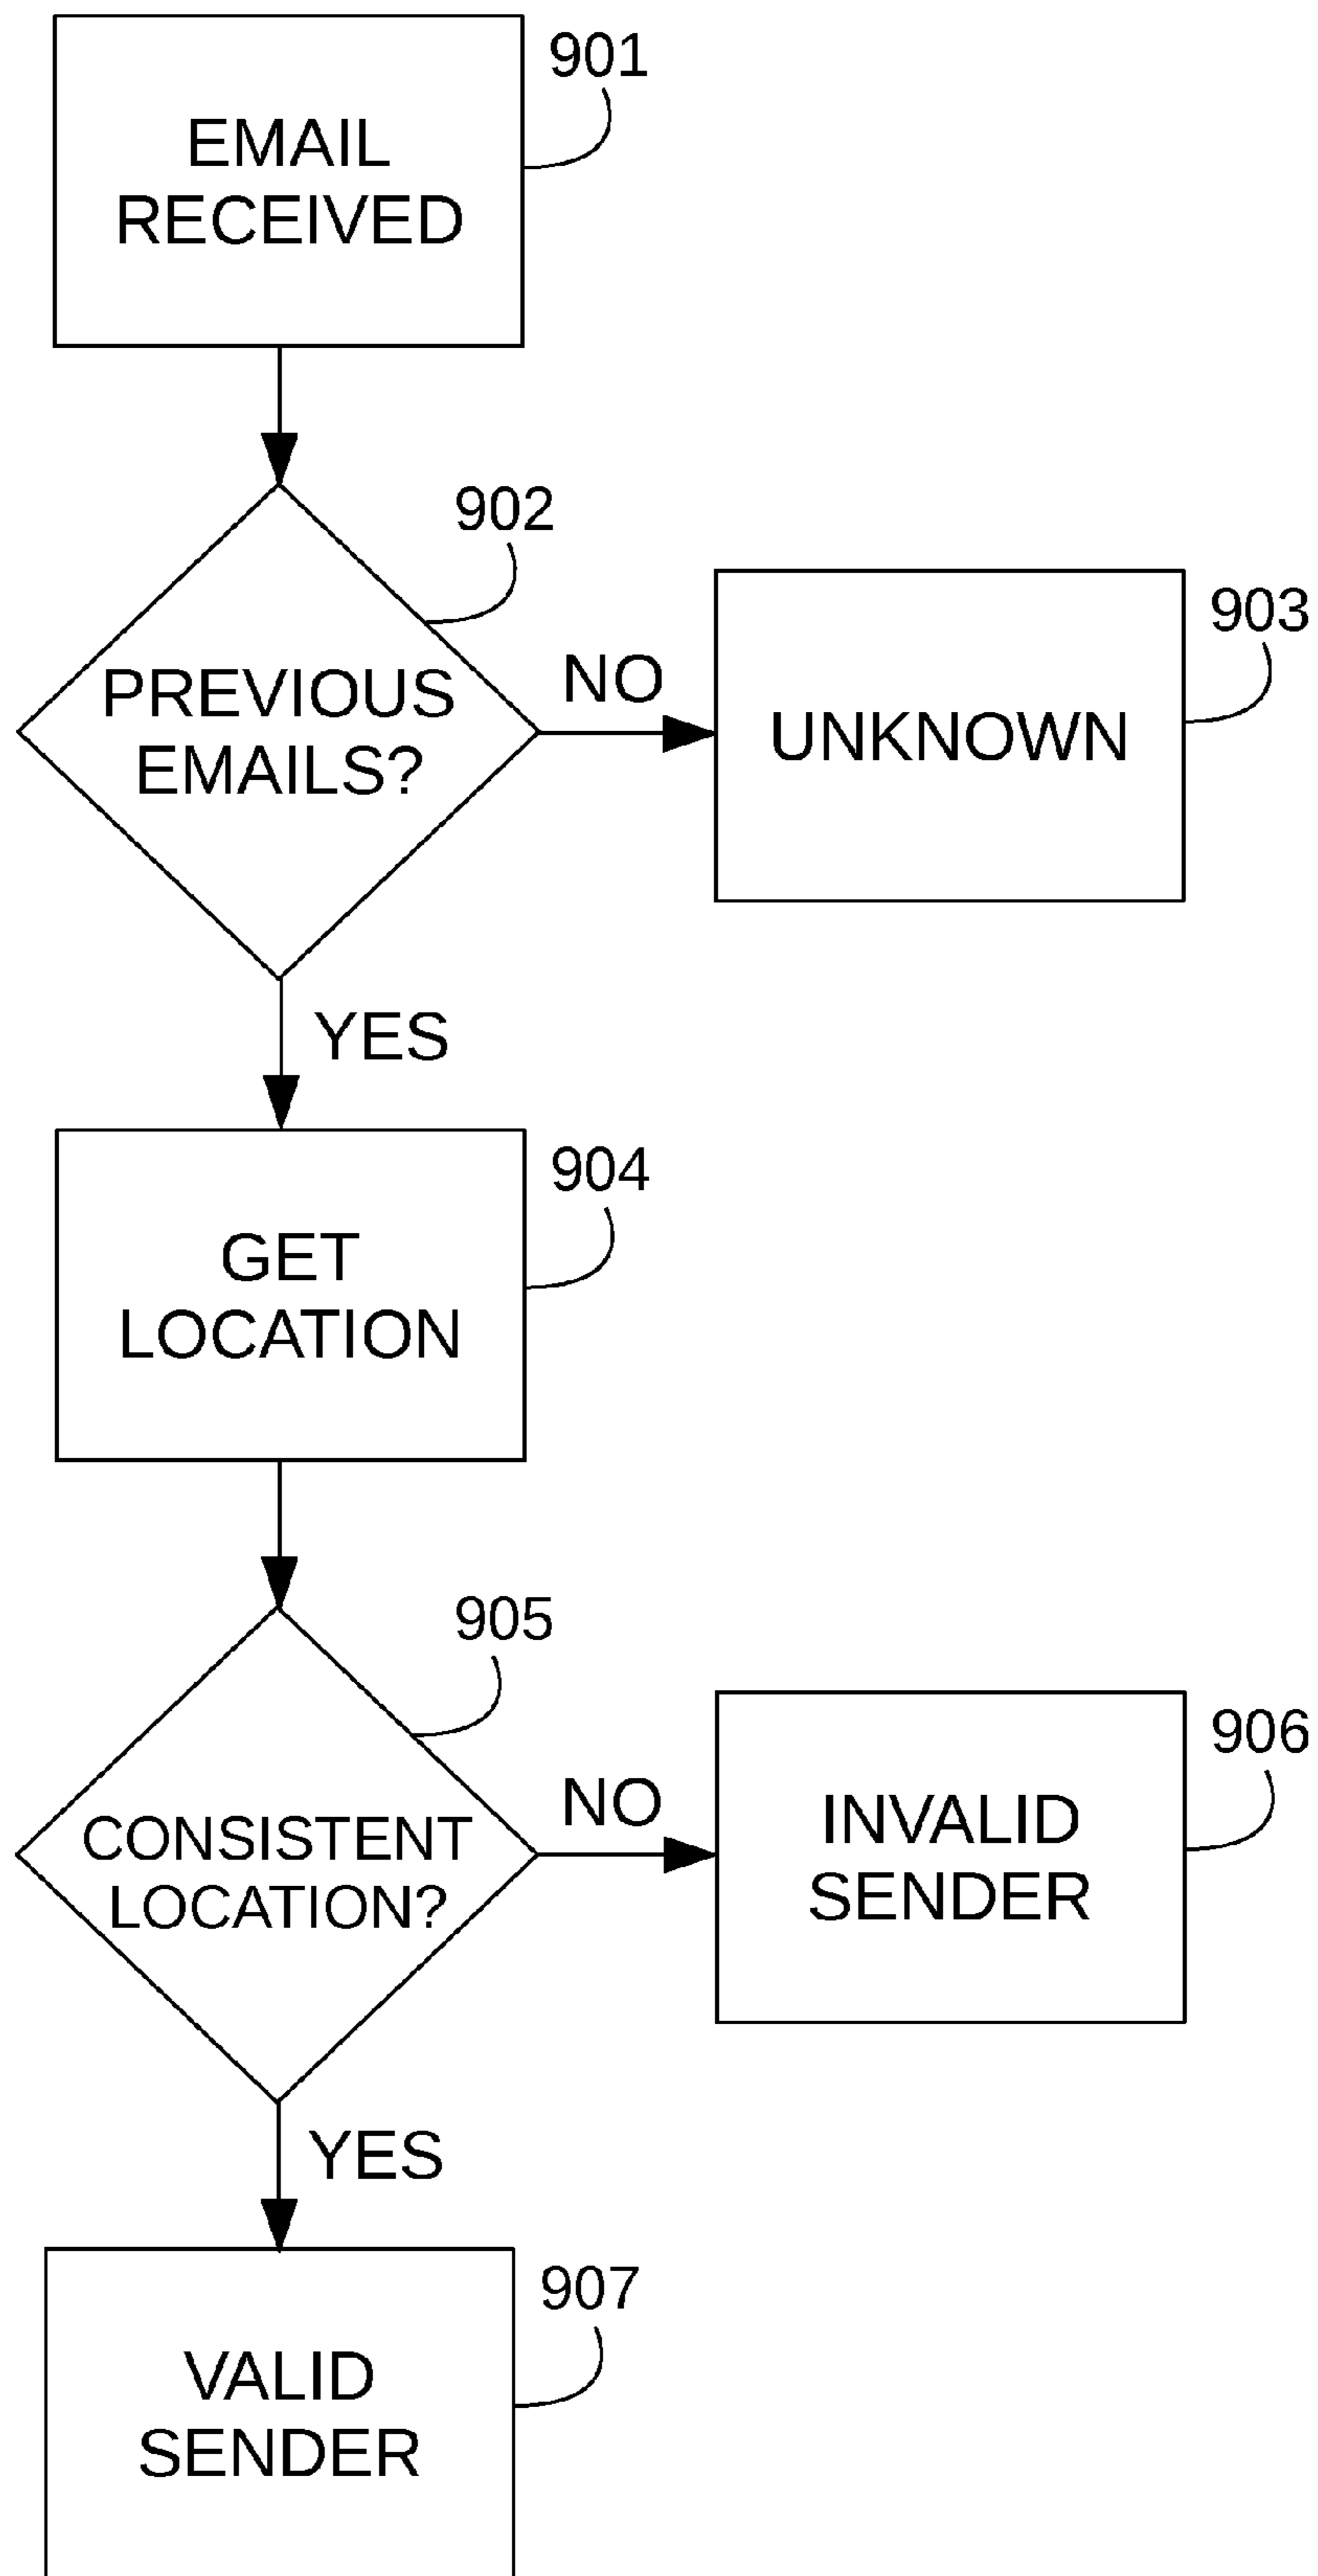 EMAIL
RECEIVED
901
PREVIOUS
EMAILS?
902
NO
UNKNOWN
903
YES
GET
LOCATION
904
CONSISTENT
LOCATION?
905
NO
INVALID
SENDER
906
YES
VALID
SENDER
907